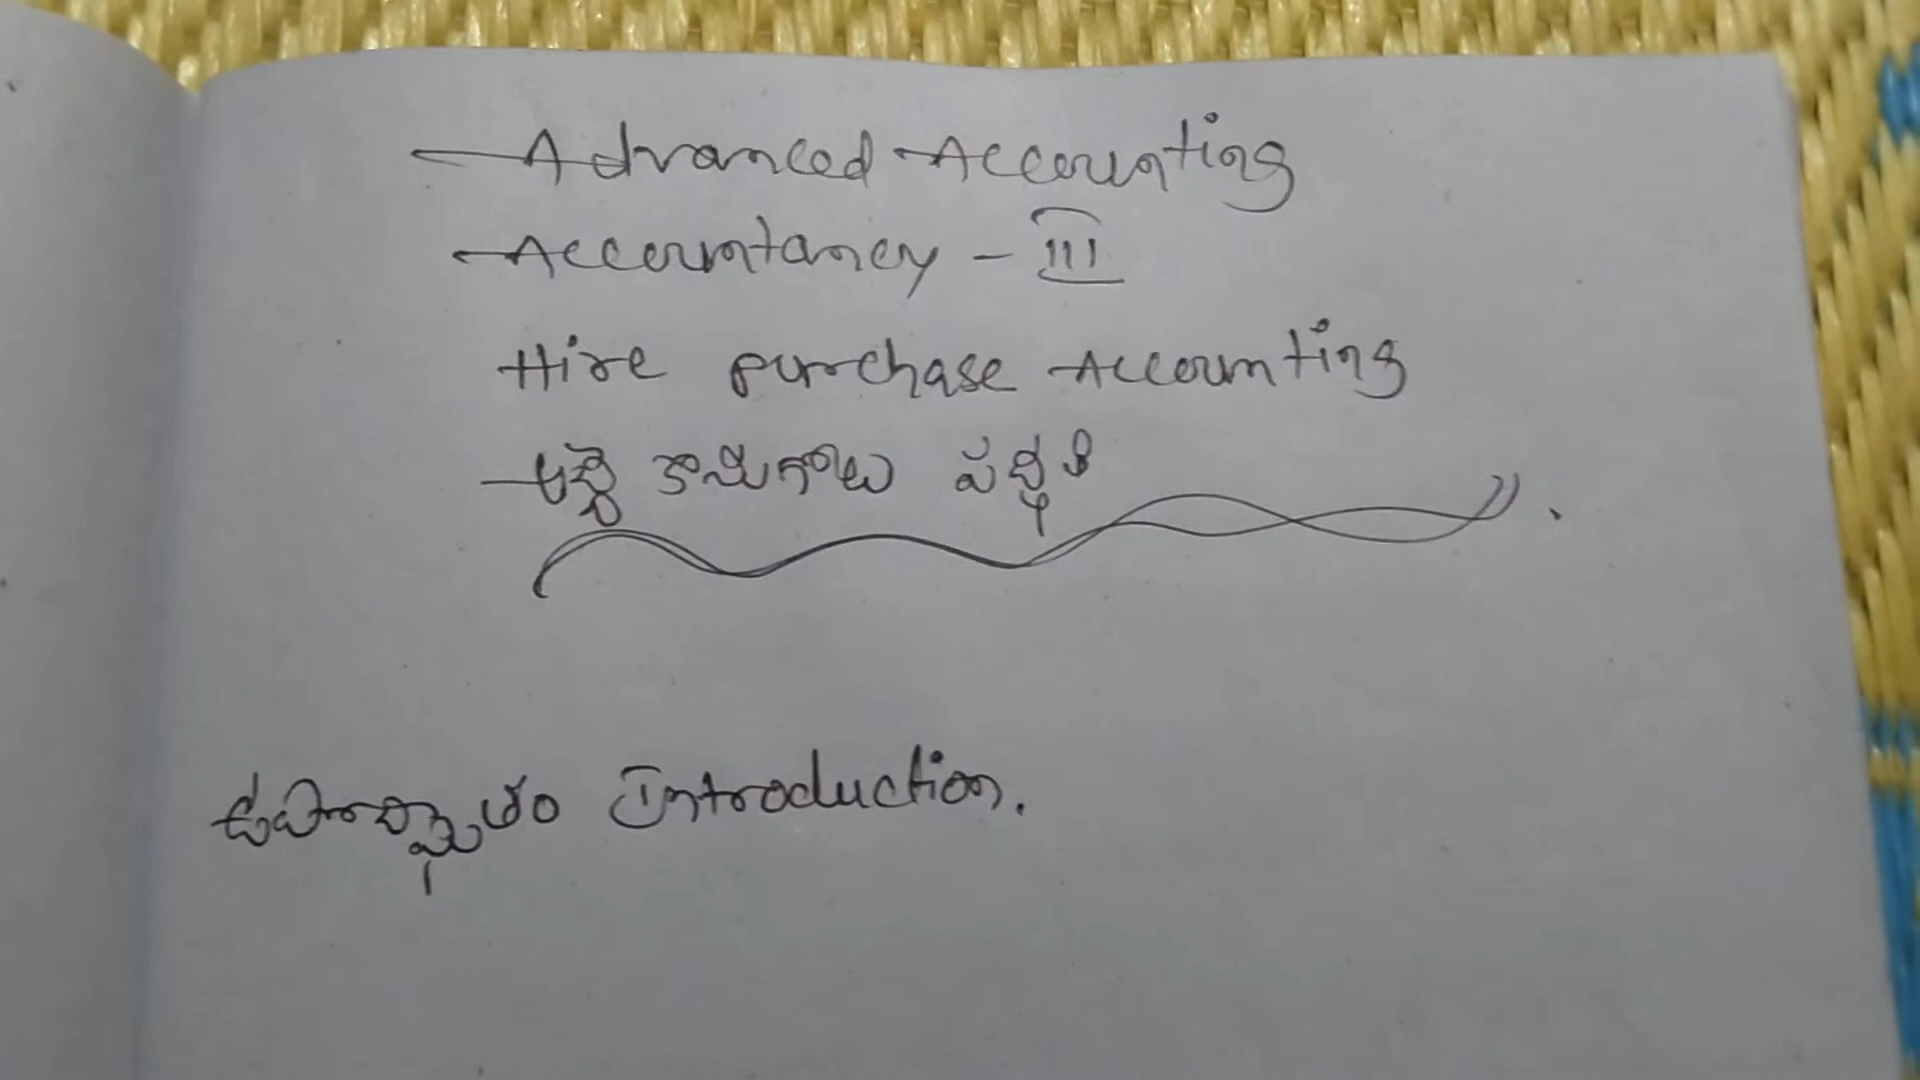 Advanced Accounting
Accountancy - III
Hire purchase Accounting
అద్దె కొనుగోలు పద్ధతి
ఉపోద్ఘాతం Introduction.